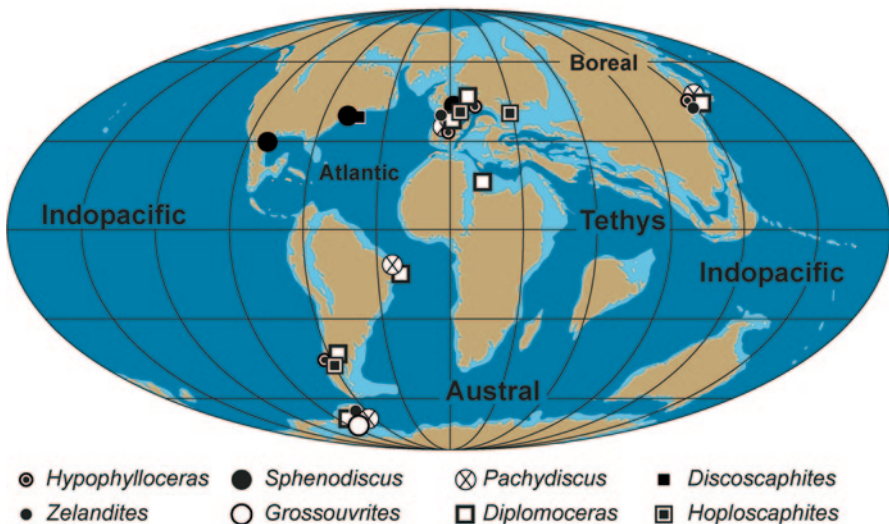 Boreal
Atlantic
Indopacific
Tethys
Indopacific
Austral
Hypophylloceras Sphenodiscus Pachydiscus Discoscaphites
Zelandites Grossouvrites Diplomoceras Hoploscaphites